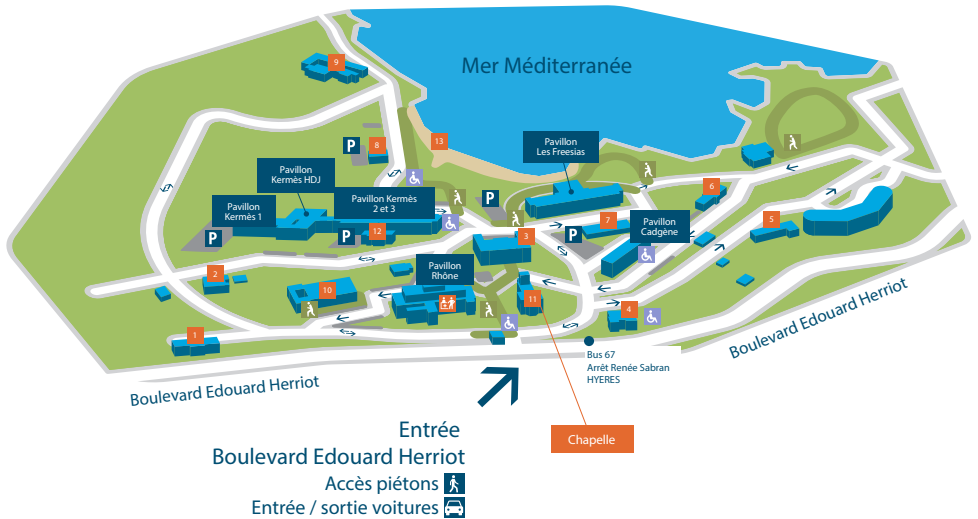 9
Mer Méditerranée
13
P
8
Pavillon
Les Freesias
Pavillon
Kermès HDJ
Pavillon
Kermès 1
Pavillon Kermès
2 et 3
P
6
P
P
12
3
7
P
Pavillon
Cadgène
5
2
Pavillon
Rhône
10
11
4
1
Bus 67
Arrêt Renée Sabran
HYERES
Boulevard Edouard Herriot
Boulevard Edouard Herriot
Chapelle
Entrée
Boulevard Edouard Herriot
Accès piétons
Entrée / sortie voitures